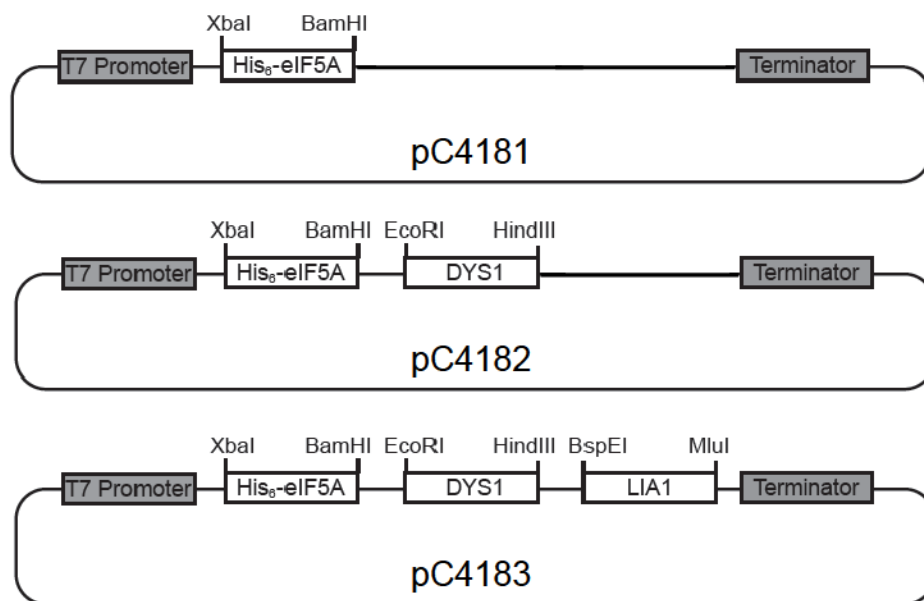 XbaI BamHI
T7 Promoter His₆-eIF5A Terminator
pC4181
XbaI BamHI EcoRI HindIII
T7 Promoter His₆-eIF5A DYS1 Terminator
pC4182
XbaI BamHI EcoRI HindIII BspEI MluI
T7 Promoter His₆-eIF5A DYS1 LIA1 Terminator
pC4183